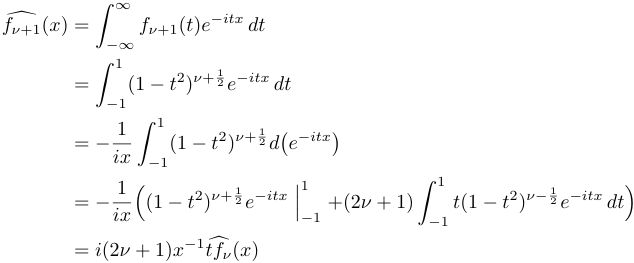 \widehat{f_{\nu+1}}(x) = \int_{-\infty}^{\infty} f_{\nu+1}(t)e^{-itx}\,dt
= \int_{-1}^{1} (1-t^2)^{\nu+\frac{1}{2}} e^{-itx}\,dt
= -\frac{1}{ix} \int_{-1}^{1} (1-t^2)^{\nu+\frac{1}{2}} d(e^{-itx})
= -\frac{1}{ix} \Big( (1-t^2)^{\nu+\frac{1}{2}} e^{-itx} \Big|_{-1}^{1} + (2\nu+1) \int_{-1}^{1} t(1-t^2)^{\nu-\frac{1}{2}} e^{-itx}\,dt \Big)
= i(2\nu+1)x^{-1}\widehat{tf_{\nu}}(x)